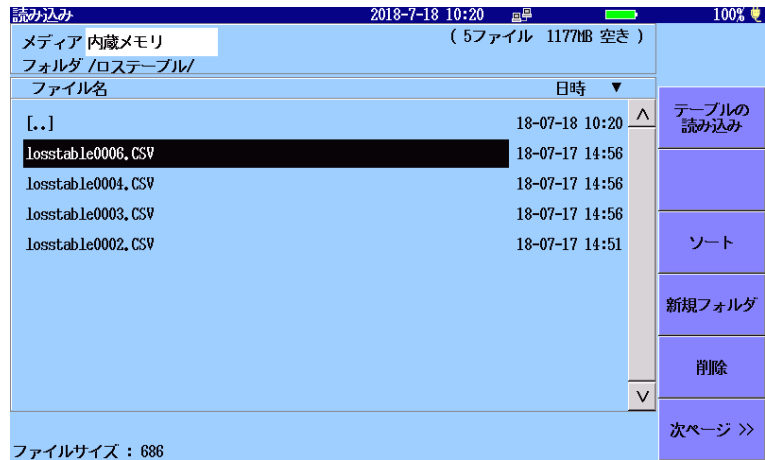 読み込み 2018-7-18 10:20 100%
メディア 内蔵メモリ ( 5ファイル 1177MB 空き )
フォルダ /ロステーブル/
ファイル名 日時 ▼
[..] 18-07-18 10:20
losstable0006.CSV 18-07-17 14:56
losstable0004.CSV 18-07-17 14:56
losstable0003.CSV 18-07-17 14:56
losstable0002.CSV 18-07-17 14:51
ファイルサイズ : 686
テーブルの
読み込み
ソート
新規フォルダ
削除
次ページ >>